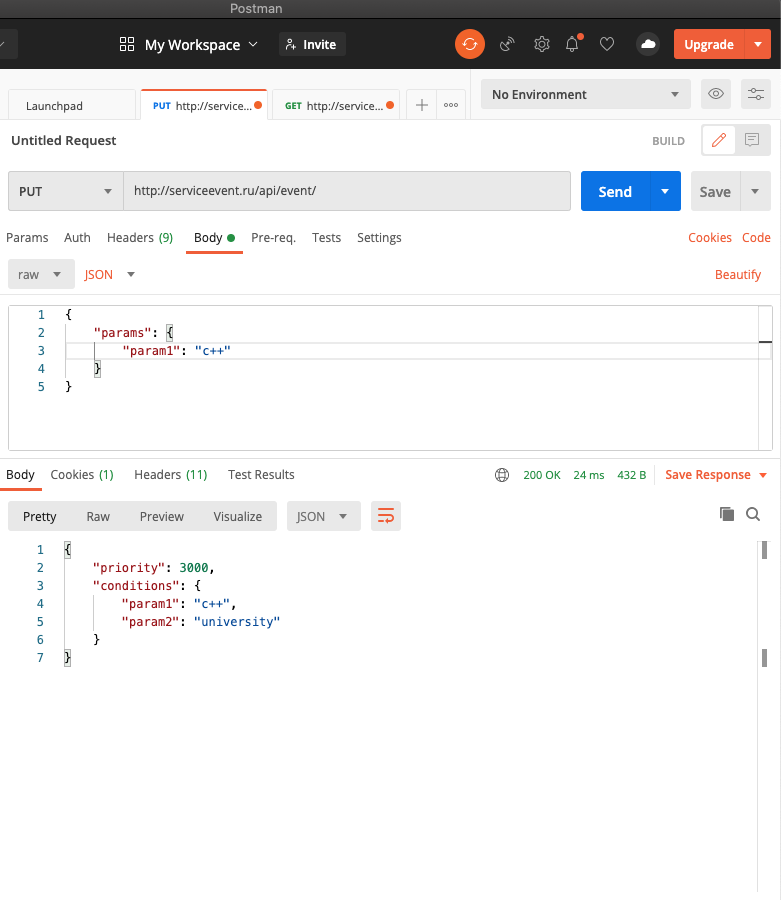 Postman
My Workspace Invite Upgrade
Launchpad PUT http://service... GET http://service... No Environment
Untitled Request BUILD
PUT http://serviceevent.ru/api/event/ Send Save
Params Auth Headers (9) Body Pre-req. Tests Settings Cookies Code
raw JSON Beautify
1 {
2 "params": {
3 "param1": "c++"
4 }
5 }
Body Cookies (1) Headers (11) Test Results 200 OK 24 ms 432 B Save Response
Pretty Raw Preview Visualize JSON
1 {
2 "priority": 3000,
3 "conditions": {
4 "param1": "c++",
5 "param2": "university"
6 }
7 }